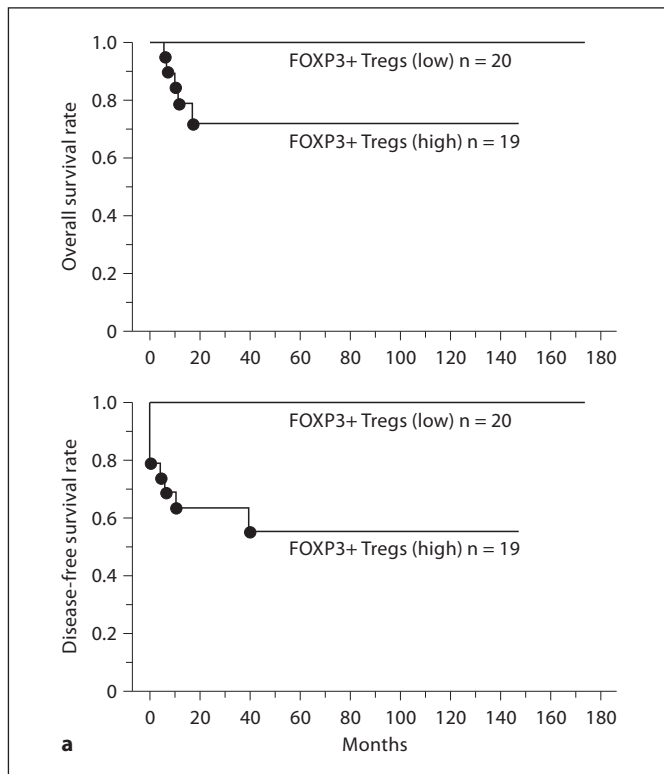 Overall survival rate
1.0
0.8
0.6
0.4
0.2
0
FOXP3+ Tregs (low) n = 20
FOXP3+ Tregs (high) n = 19
0 20 40 60 80 100 120 140 160 180
Disease-free survival rate
1.0
0.8
0.6
0.4
0.2
0
FOXP3+ Tregs (low) n = 20
FOXP3+ Tregs (high) n = 19
0 20 40 60 80 100 120 140 160 180
a
Months